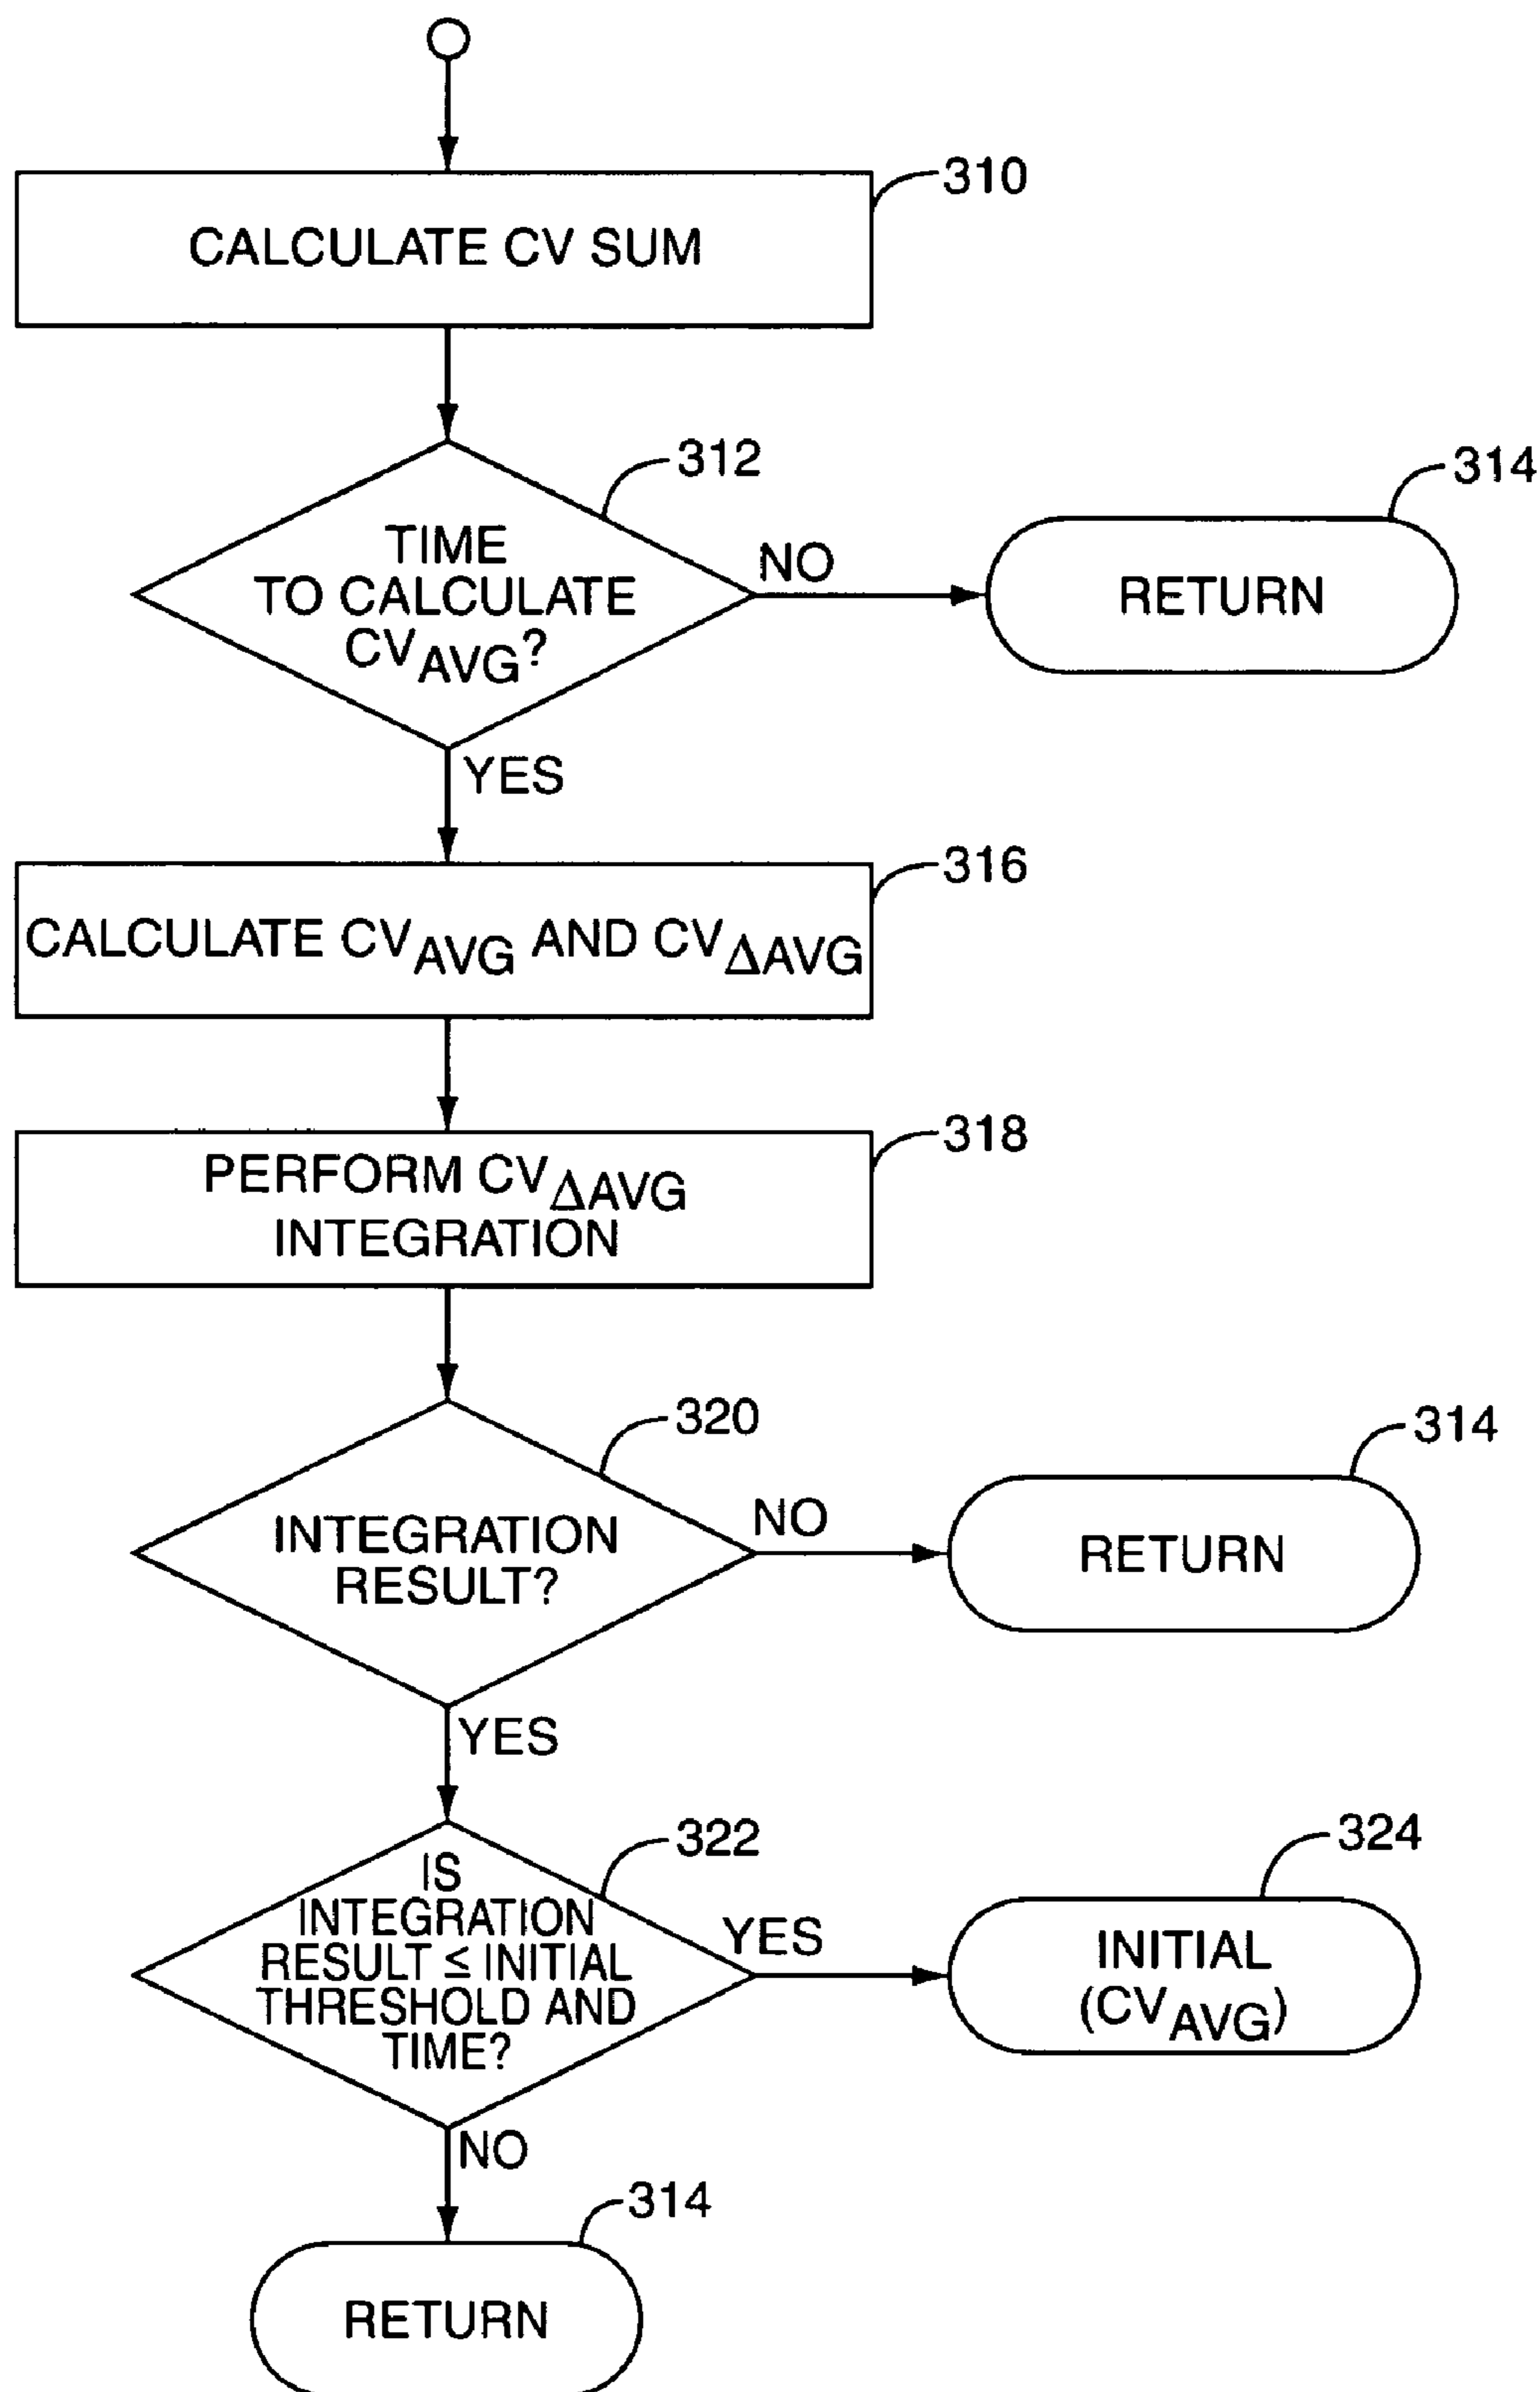 310
CALCULATE CV SUM
312
314
TIME
TO CALCULATE
CVAVG?
NO
RETURN
YES
316
CALCULATE CVAVG AND CVΔAVG
318
PERFORM CVΔAVG
INTEGRATION
320
314
INTEGRATION
RESULT?
NO
RETURN
YES
322
324
IS
INTEGRATION
RESULT ≤ INITIAL
THRESHOLD AND
TIME?
YES
INITIAL
(CVAVG)
NO
314
RETURN